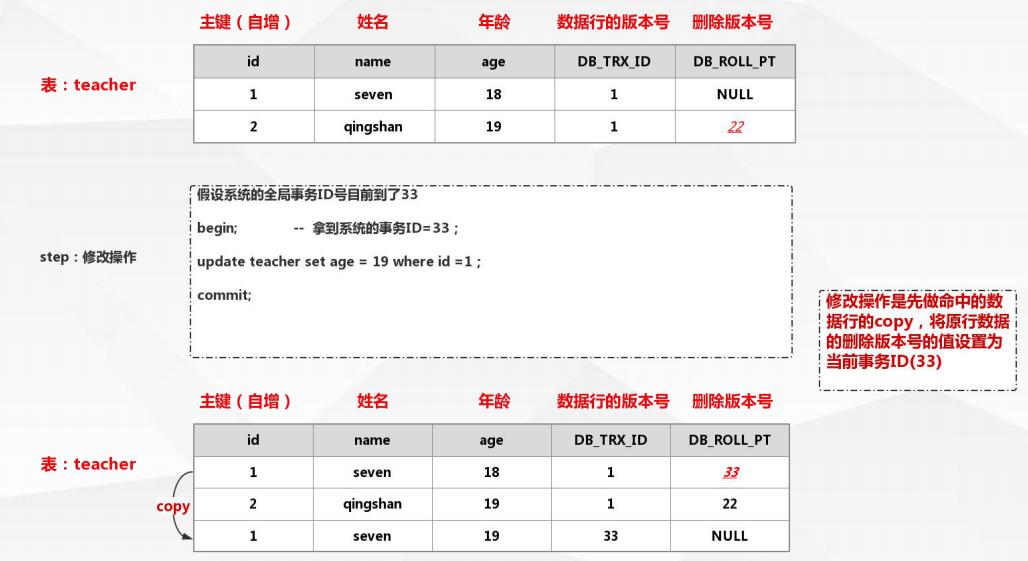 主键（自增） 姓名 年龄 数据行的版本号 删除版本号
表：teacher
id name age DB_TRX_ID DB_ROLL_PT
1 seven 18 1 NULL
2 qingshan 19 1 22
假设系统的全局事务ID号目前到了33
begin; -- 拿到系统的事务ID=33；
step：修改操作
update teacher set age = 19 where id =1；
commit;
修改操作是先做命中的数
据行的copy，将原行数据
的删除版本号的值设置为
当前事务ID(33)
主键（自增） 姓名 年龄 数据行的版本号 删除版本号
表：teacher
id name age DB_TRX_ID DB_ROLL_PT
1 seven 18 1 33
copy
2 qingshan 19 1 22
1 seven 19 33 NULL